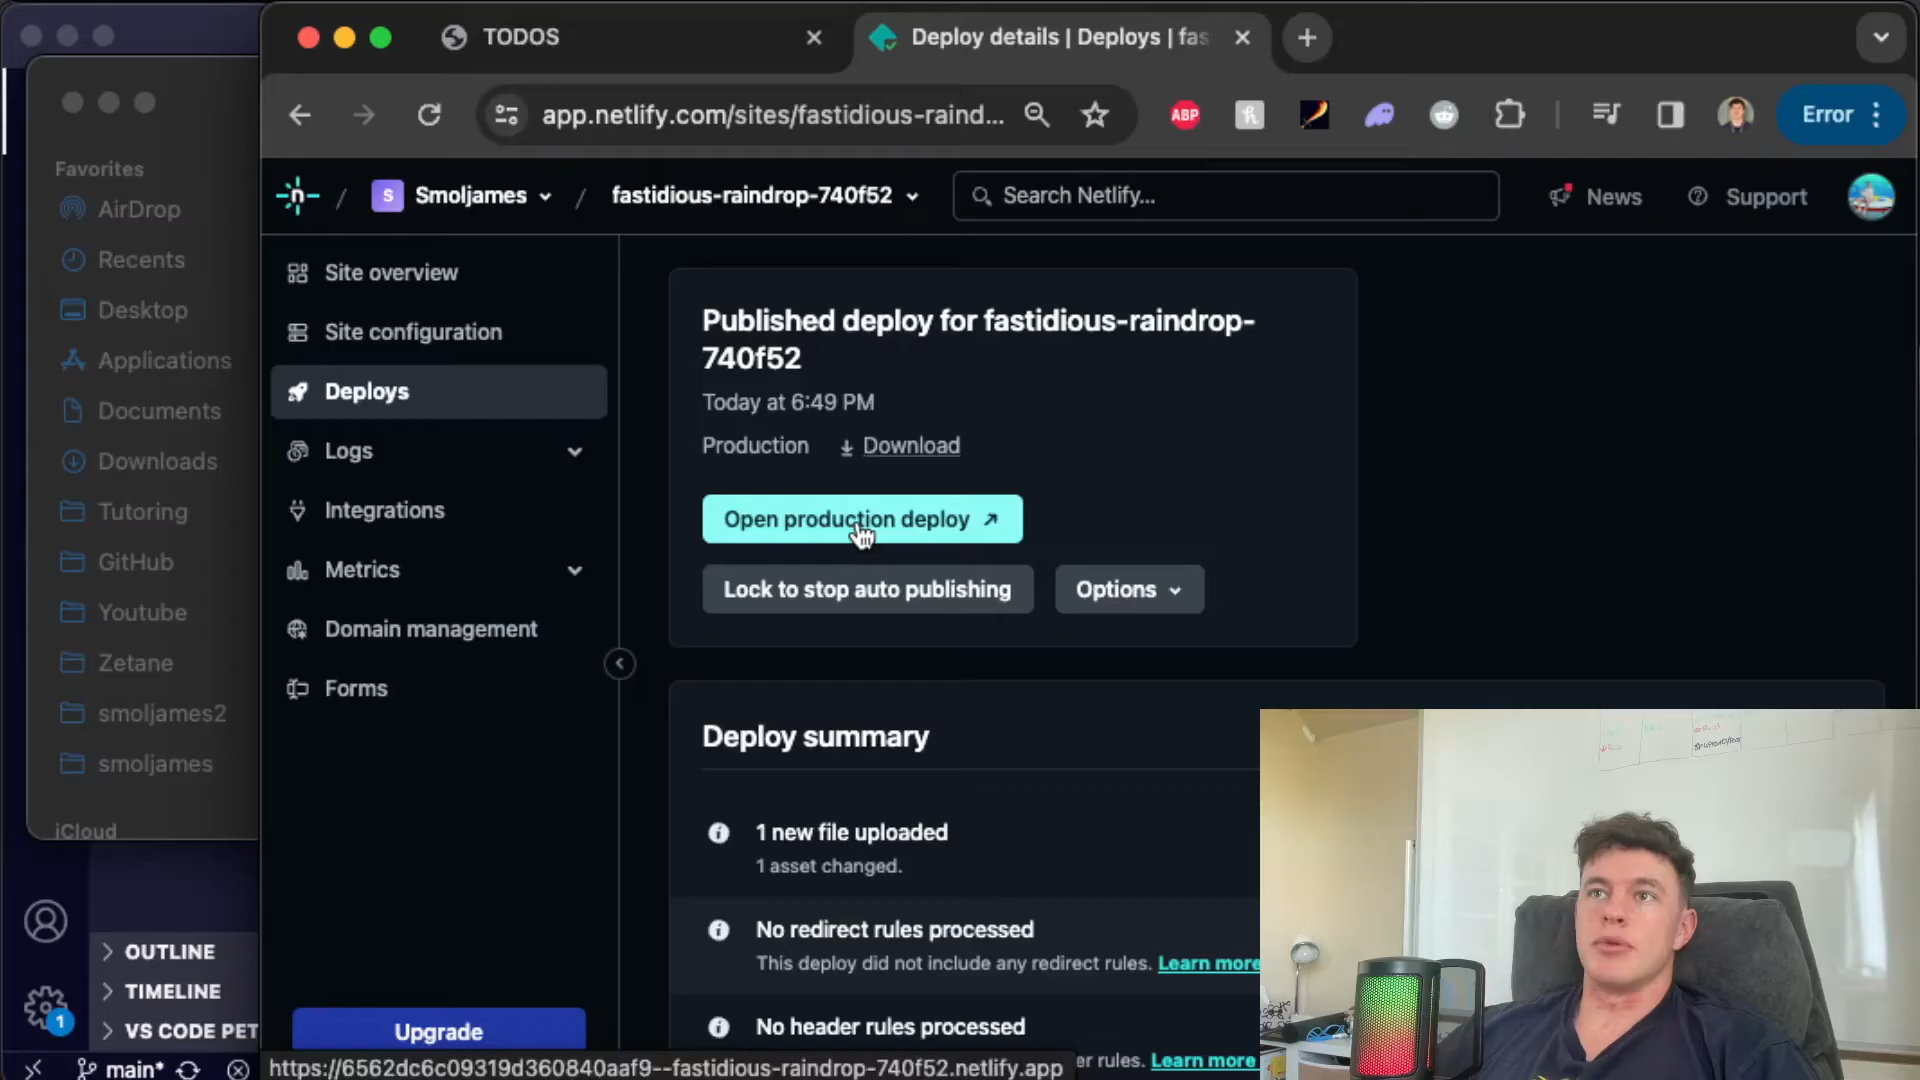 TODOS
Deploy details | Deploys | fas
app.netlify.com/sites/fastidious-raind...
ABP
Error
Favorites
AirDrop
Recents
Desktop
Applications
Documents
Downloads
Tutoring
GitHub
Youtube
Zetane
smoljames2
smoljames
iCloud
OUTLINE
TIMELINE
VS CODE PET
1
main*
n
/
S
Smoljames
/
fastidious-raindrop-740f52
Search Netlify...
News
Support
Site overview
Site configuration
Deploys
Logs
Integrations
Metrics
Domain management
Forms
Upgrade
Published deploy for fastidious-raindrop-
740f52
Today at 6:49 PM
Production
Download
Open production deploy
Lock to stop auto publishing
Options
Deploy summary
1 new file uploaded
1 asset changed.
No redirect rules processed
This deploy did not include any redirect rules. Learn more
No header rules processed
er rules. Learn more
https://6562dc6c09319d360840aaf9--fastidious-raindrop-740f52.netlify.app